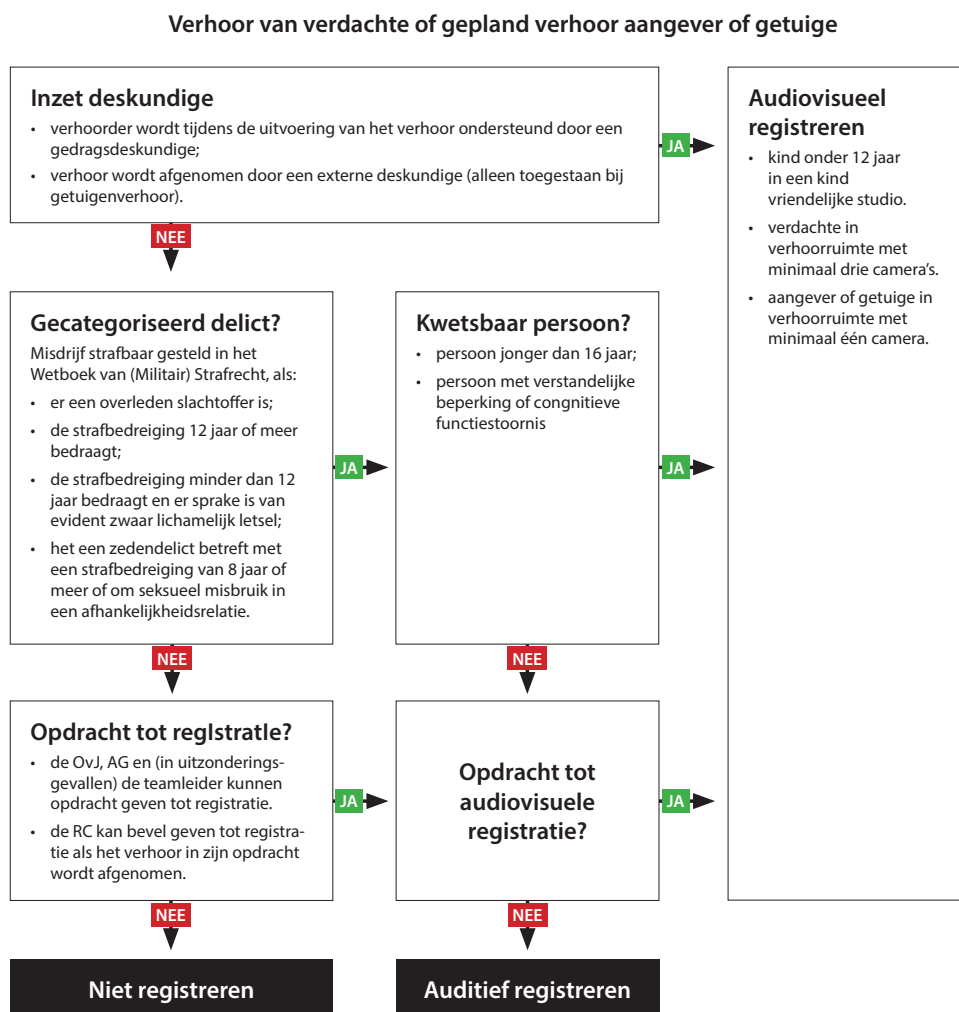 Verhoor van verdachte of gepland verhoor aangever of getuige
Inzet deskundige
• verhoorder wordt tijdens de uitvoering van het verhoor ondersteund door een
gedragsdeskundige;
• verhoor wordt afgenomen door een externe deskundige (alleen toegestaan bij
getuigenverhoor).
JA
NEE
Audiovisueel
registreren
• kind onder 12 jaar
in een kind
vriendelijke studio.
• verdachte in
verhoorruimte met
minimaal drie camera's.
• aangever of getuige in
verhoorruimte met
minimaal één camera.
Gecategoriseerd delict?
Misdrijf strafbaar gesteld in het
Wetboek van (Militair) Strafrecht, als:
• er een overleden slachtoffer is;
• de strafbedreiging 12 jaar of meer
bedraagt;
• de strafbedreiging minder dan 12
jaar bedraagt en er sprake is van
evident zwaar lichamelijk letsel;
• het een zedendelict betreft met
een strafbedreiging van 8 jaar of
meer of om seksueel misbruik in
een afhankelijkheidsrelatie.
JA
NEE
Kwetsbaar persoon?
• persoon jonger dan 16 jaar;
• persoon met verstandelijke
beperking of congnitieve
functiestoornis
JA
NEE
Opdracht tot reglstratIe?
• de OvJ, AG en (in uitzonderings-
gevallen) de teamleider kunnen
opdracht geven tot registratie.
• de RC kan bevel geven tot registra-
tie als het verhoor in zijn opdracht
wordt afgenomen.
JA
NEE
Opdracht tot
audiovisuele
registratie?
JA
NEE
Niet registreren
Auditief registreren